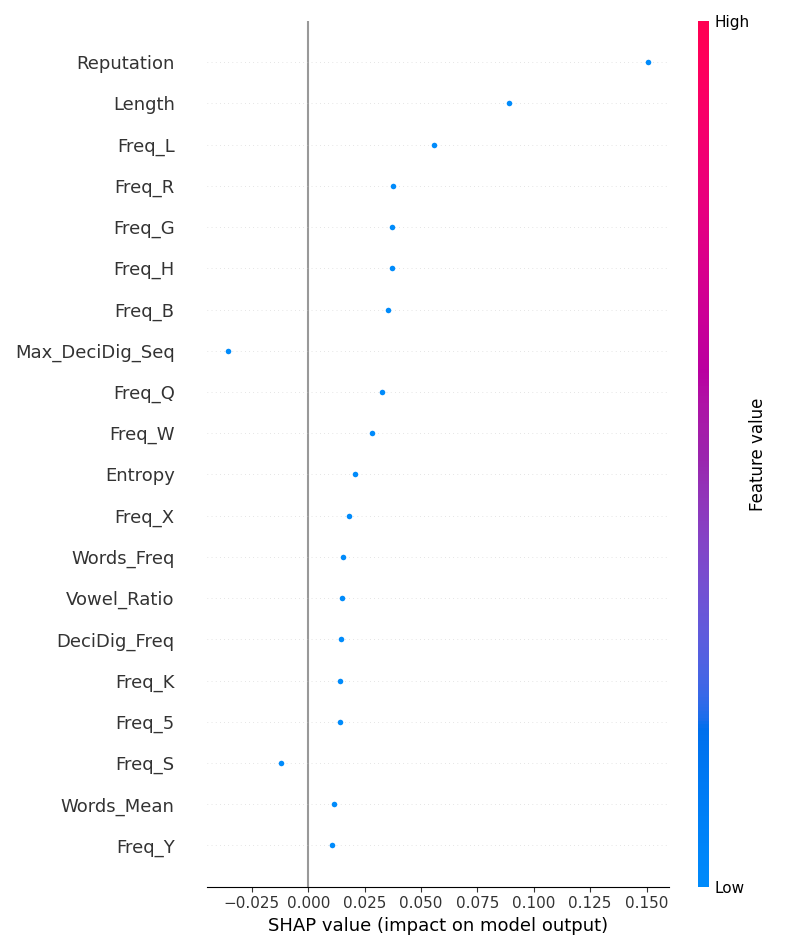 High
Reputation
Length
Freq_L
Freq_R
Freq_G
Freq_H
Freq_B
Max_DeciDig_Seq
Freq_Q
Freq_W
Entropy
Freq_X
Words_Freq
Vowel_Ratio
DeciDig_Freq
Freq_K
Freq_5
Freq_S
Words_Mean
Freq_Y
Feature value
Low
−0.025 0.000 0.025 0.050 0.075 0.100 0.125 0.150
SHAP value (impact on model output)